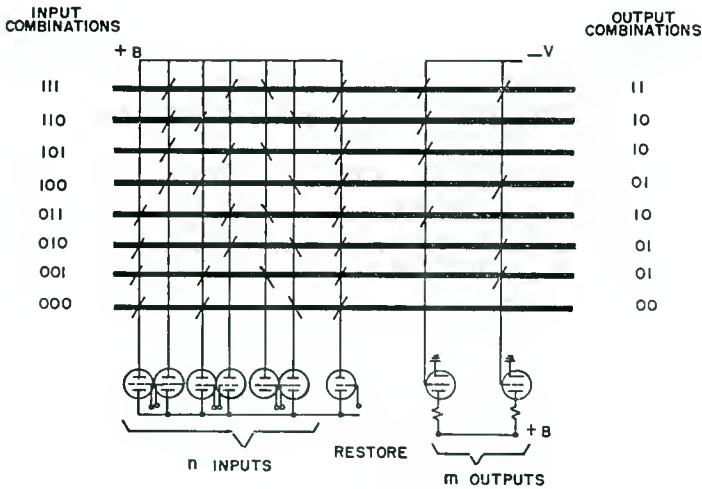 INPUT
COMBINATIONS
OUTPUT
COMBINATIONS
+ B
—V
111 11
110 10
101 10
100 01
011 10
010 01
001 01
000 00
+ B
n INPUTS
RESTORE
m OUTPUTS